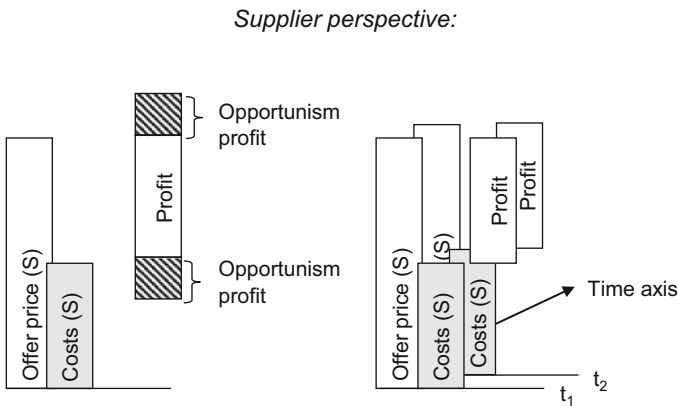 Supplier perspective:
Opportunism
profit
Profit
Opportunism
profit
Offer price (S)
Costs (S)
Offer price (S)
(S)
Costs (S)
Costs (S)
Profit
Profit
Time axis
t2
t1